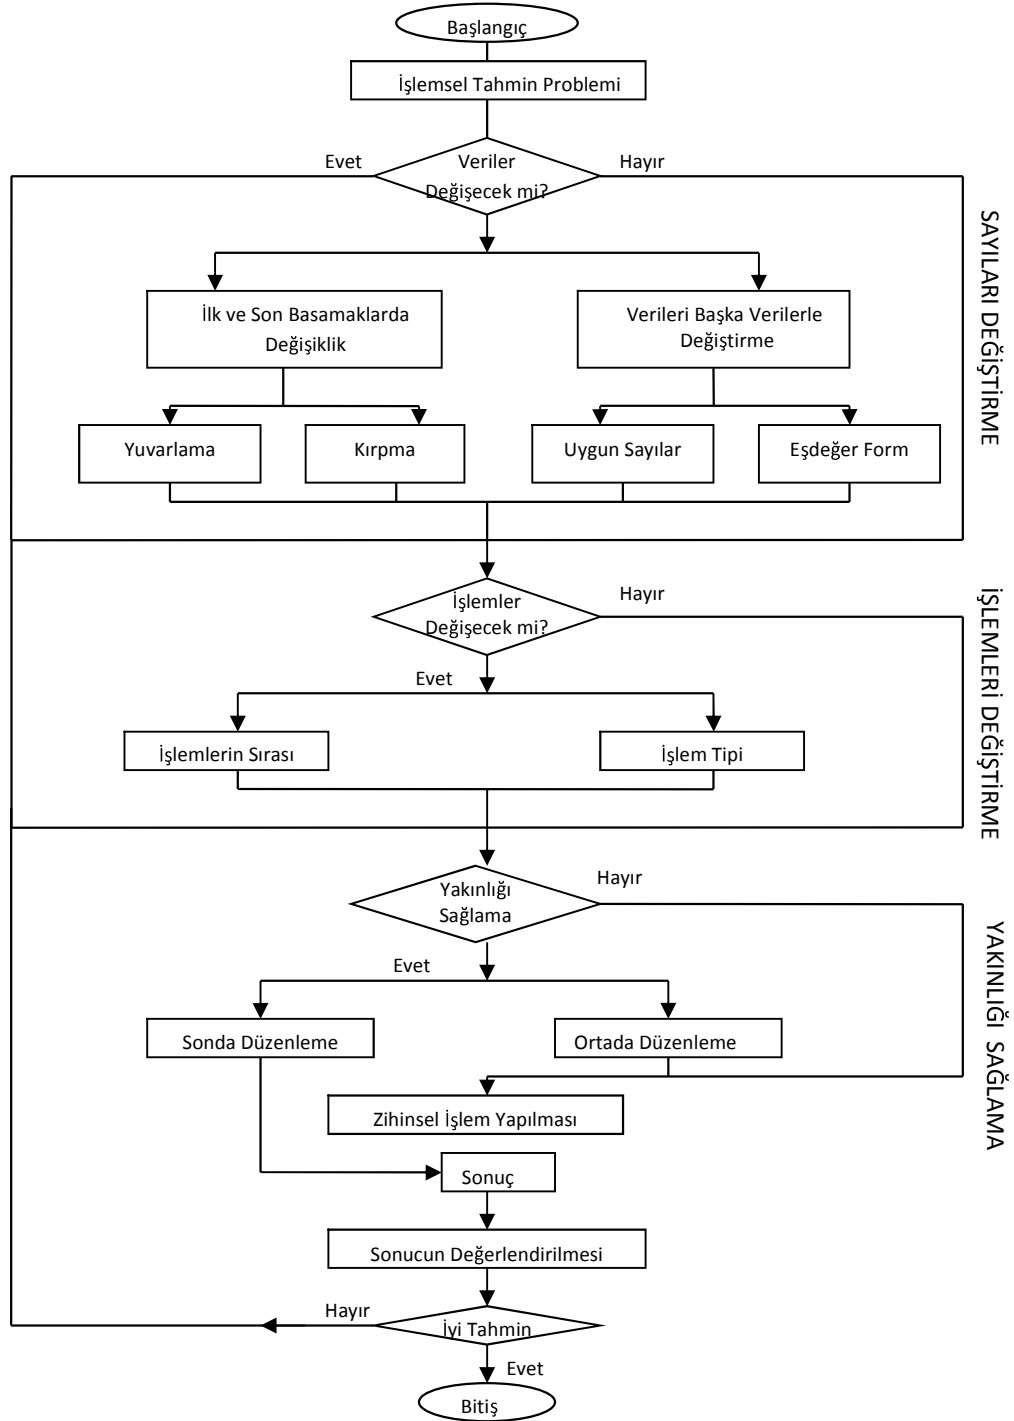 Başlangıç
İşlemsel Tahmin Problemi
Evet
Veriler
Değişecek mi?
Hayır
SAYILARI DEĞİŞTİRME
İlk ve Son Basamaklarda
Değişiklik
Verileri Başka Verilerle
Değiştirme
Yuvarlama
Kırpma
Uygun Sayılar
Eşdeğer Form
İşlemler
Değişecek mi?
Hayır
İŞLEMLERİ DEĞİŞTİRME
Evet
İşlemlerin Sırası
İşlem Tipi
Yakınlığı
Sağlama
Hayır
YAKINLIĞI SAĞLAMA
Evet
Sonda Düzenleme
Ortada Düzenleme
Zihinsel İşlem Yapılması
Sonuç
Sonucun Değerlendirilmesi
Hayır
İyi Tahmin
Evet
Bitiş